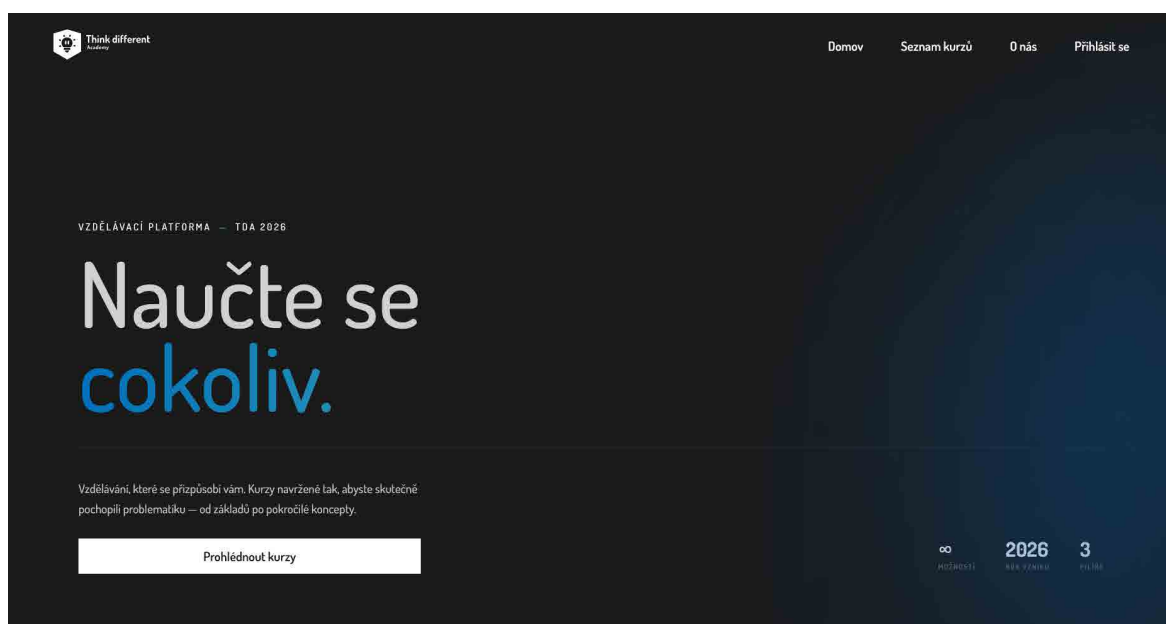 Think different
Academy
Domov
Seznam kurzů
O nás
Přihlásit se
VZDĚLÁVACÍ PLATFORMA — TDA 2026
Naučte se
cokoliv.
Vzdělávání, které se přizpůsobí vám. Kurzy navržené tak, abyste skutečně
pochopili problematiku — od základů po pokročilé koncepty.
Prohlédnout kurzy
∞
MOŽNOSTÍ
2026
ROK VZNIKU
3
PILÍŘE